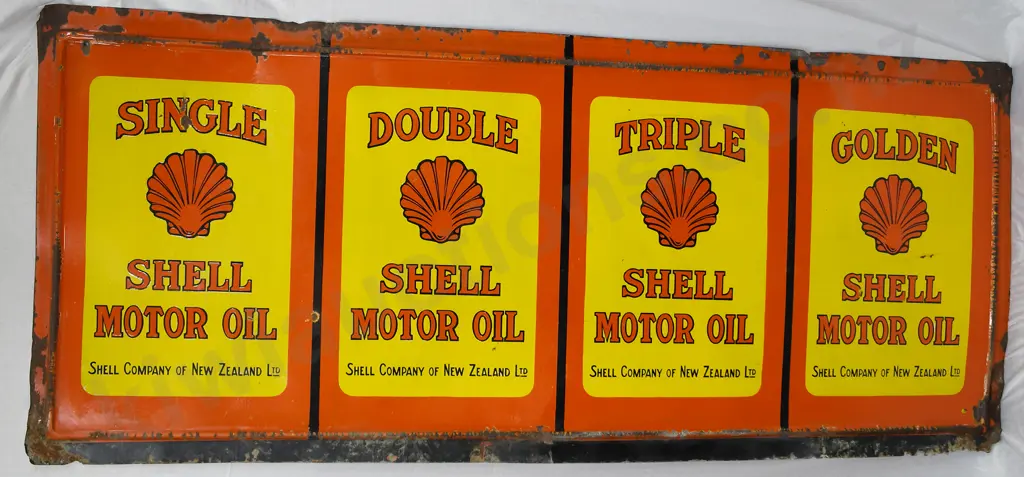 SINGLE
SHELL
MOTOR OIL
SHELL COMPANY OF NEW ZEALAND LTD
DOUBLE
SHELL
MOTOR OIL
SHELL COMPANY OF NEW ZEALAND LTD
TRIPLE
SHELL
MOTOR OIL
SHELL COMPANY OF NEW ZEALAND LTD
GOLDEN
SHELL
MOTOR OIL
SHELL COMPANY OF NEW ZEALAND LTD